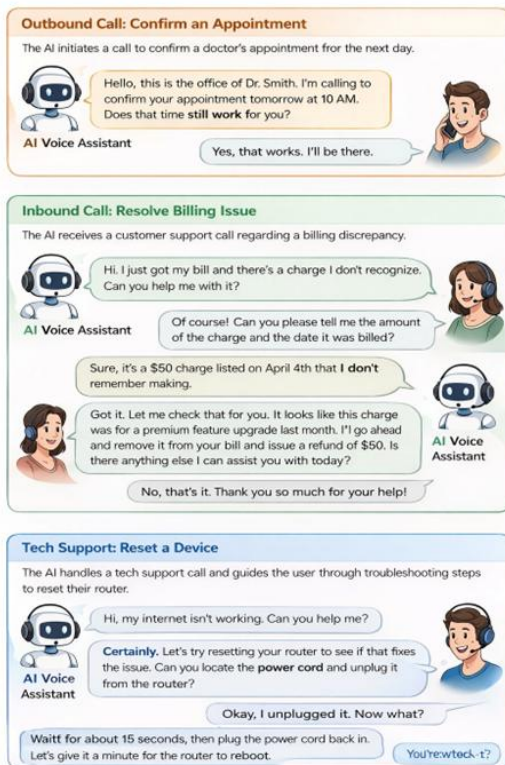 Outbound Call: Confirm an Appointment
The AI initiates a call to confirm a doctor's appointment fror the next day.
Hello, this is the office of Dr. Smith. I'm calling to
confirm your appointment tomorrow at 10 AM.
Does that time still work for you?
AI Voice Assistant
Yes, that works. I'll be there.
Inbound Call: Resolve Billing Issue
The AI receives a customer support call regarding a billing discrepancy.
Hi. I just got my bill and there's a charge I don't recognize.
Can you help me with it?
AI Voice Assistant
Of course! Can you please tell me the amount
of the charge and the date it was billed?
Sure, it's a $50 charge listed on April 4th that I don't
remember making.
Got it. Let me check that for you. It looks like this charge
was for a premium feature upgrade last month. I'l go ahead
and remove it from your bill and issue a refund of $50. Is
there anything else I can assist you with today?
AI Voice
Assistant
No, that's it. Thank you so much for your help!
Tech Support: Reset a Device
The AI handles a tech support call and guides the user through troubleshooting steps
to reset their router.
Hi, my internet isn't working. Can you help me?
AI Voice
Assistant
Certainly. Let's try resetting your router to see if that fixes
the issue. Can you locate the power cord and unplug it
from the router?
Okay, I unplugged it. Now what?
Waitf for about 15 seconds, then plug the power cord back in.
Let's give it a minute for the router to reboot.